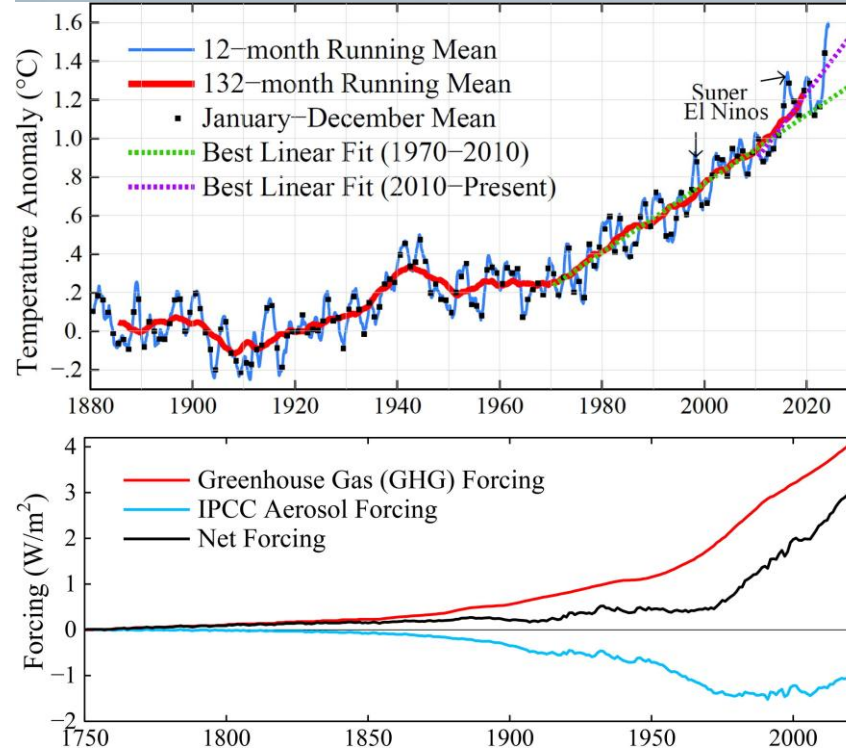 1.6
1.4
1.2
1.0
.8
.6
.4
.2
0.
-.2
Temperature Anomaly (°C)
12−month Running Mean
132−month Running Mean
January−December Mean
Best Linear Fit (1970−2010)
Best Linear Fit (2010−Present)
Super
El Ninos
1880 1900 1920 1940 1960 1980 2000 2020
4
3
2
1
0
−1
−2
Forcing (W/m²)
Greenhouse Gas (GHG) Forcing
IPCC Aerosol Forcing
Net Forcing
1750 1800 1850 1900 1950 2000